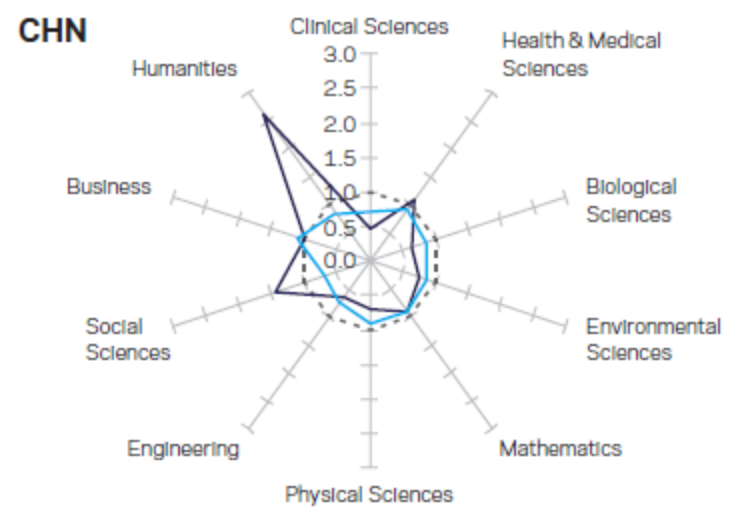 CHN
Clinical Sciences
Health & Medical
Sciences
Humanities
3.0
2.5
2.0
1.5
1.0
0.5
0.0
Business
Biological
Sciences
Social
Sciences
Environmental
Sciences
Engineering
Mathematics
Physical Sciences